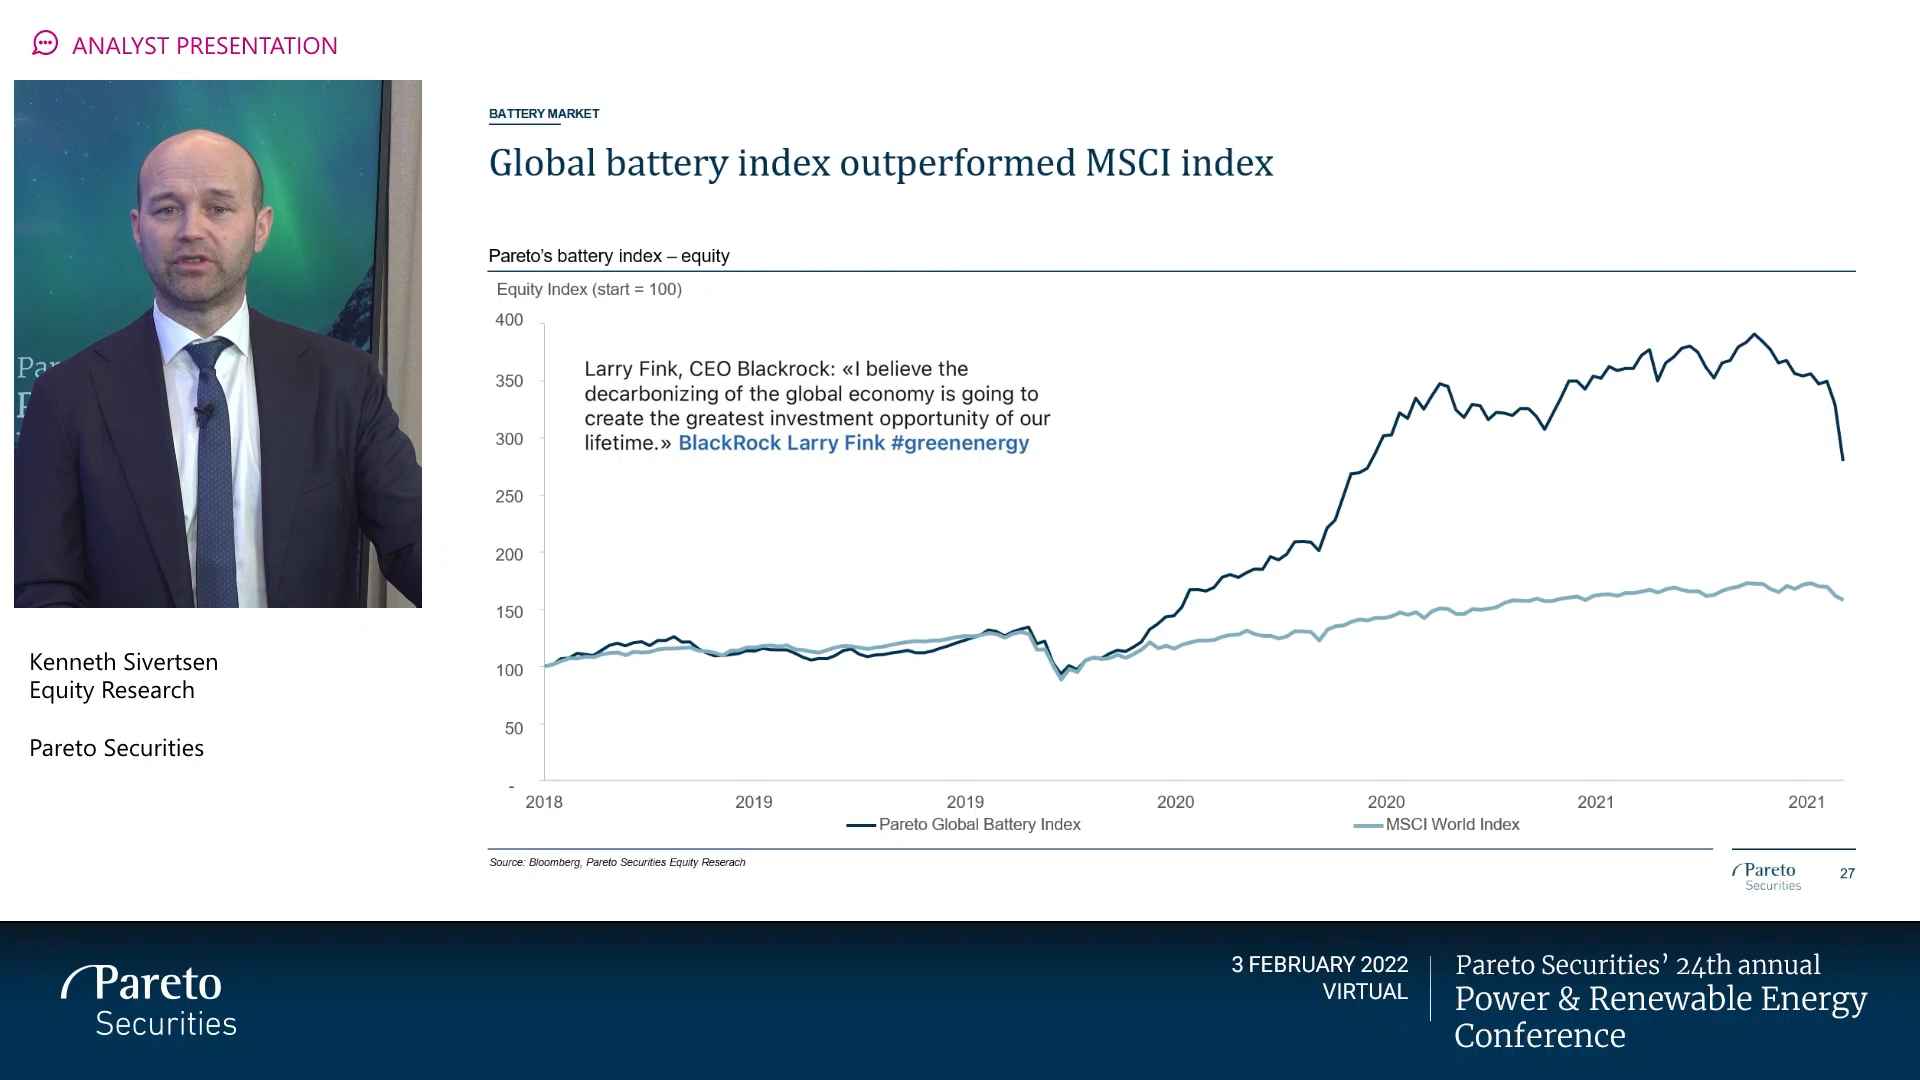 ANALYST PRESENTATION
Par
Kenneth Sivertsen
Equity Research
Pareto Securities
BATTERY MARKET
Global battery index outperformed MSCI index
Pareto’s battery index – equity
Equity Index (start = 100)
400
350
300
250
200
150
100
50
-
Larry Fink, CEO Blackrock: «I believe the
decarbonizing of the global economy is going to
create the greatest investment opportunity of our
lifetime.» BlackRock Larry Fink #greenenergy
2018 2019 2019 2020 2020 2021 2021
Pareto Global Battery Index MSCI World Index
Source: Bloomberg, Pareto Securities Equity Reserach
Pareto
Securities
27
Pareto
Securities
3 FEBRUARY 2022
VIRTUAL
Pareto Securities’ 24th annual
Power & Renewable Energy
Conference